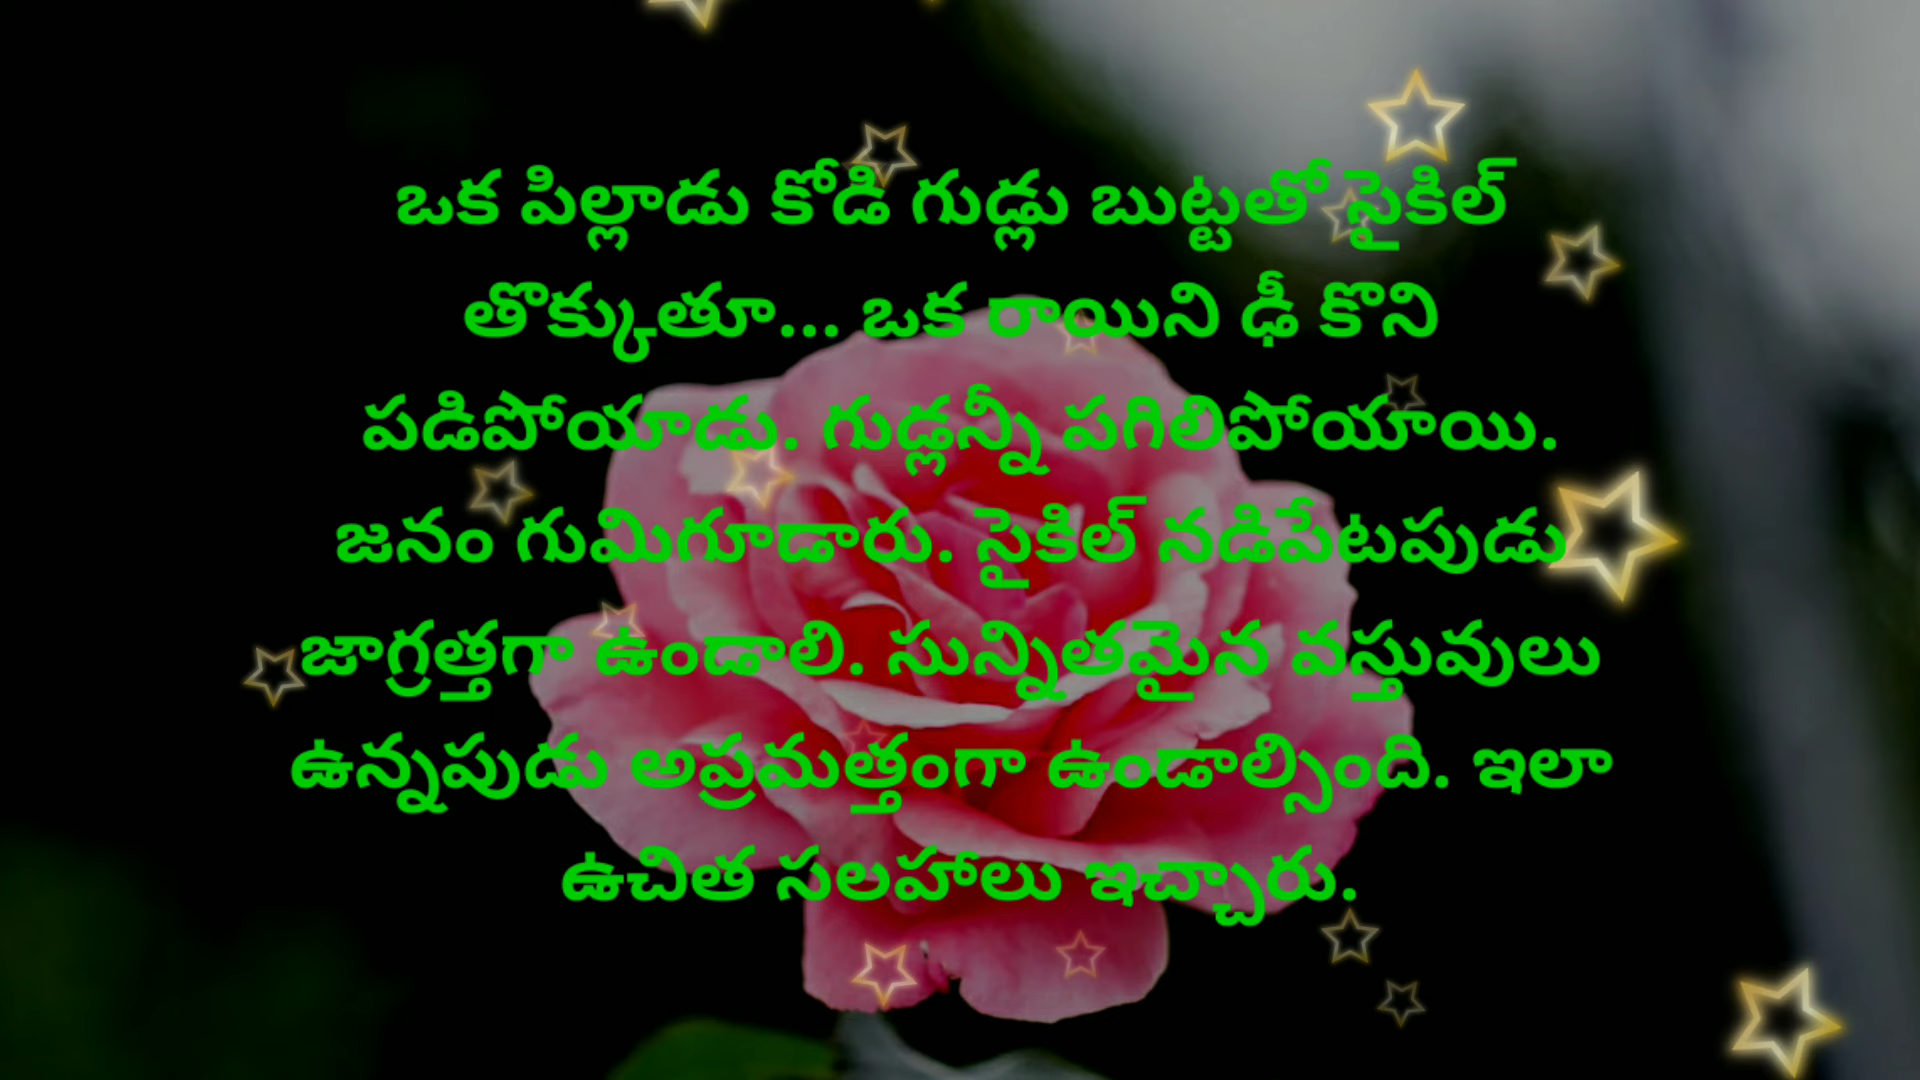 ఒక పిల్లాడు కోడి గుడ్లు బుట్టతో సైకిల్
తొక్కుతూ... ఒక రాయిని ఢీ కొని
పడిపోయాడు. గుడ్లన్నీ పగిలిపోయాయి.
జనం గుమిగూడారు. సైకిల్ నడిపేటపుడు
జాగ్రత్తగా ఉండాలి. సున్నితమైన వస్తువులు
ఉన్నపుడు అప్రమత్తంగా ఉండాల్సింది. ఇలా
ఉచిత సలహాలు ఇచ్చారు.